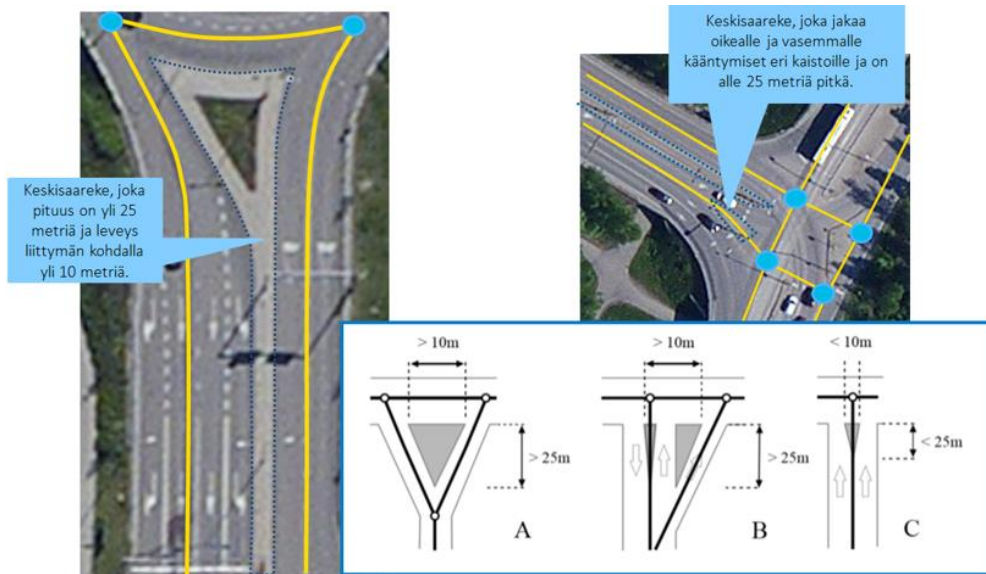 Keskisaareke, joka jakaa
oikealle ja vasemmalle
kääntymiset eri kaistoille ja on
alle 25 metriä pitkä.
Keskisaareke, joka
pituus on yli 25
metriä ja leveys
liittymän kohdalla
yli 10 metriä.
> 10m
> 10m
< 10m
> 25m
> 25m
< 25m
A
B
C